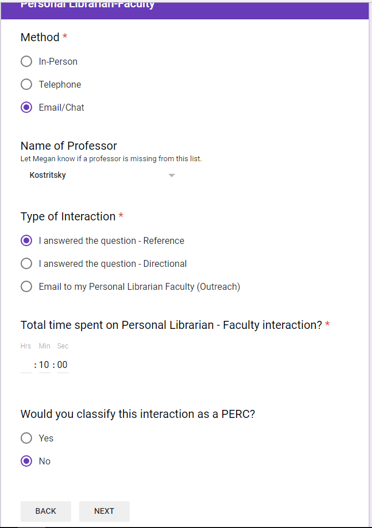 Personal Librarian-Faculty
Method *
In-Person
Telephone
Email/Chat
Name of Professor
Let Megan know if a professor is missing from this list.
Kostritsky
Type of Interaction *
I answered the question - Reference
I answered the question - Directional
Email to my Personal Librarian Faculty (Outreach)
Total time spent on Personal Librarian - Faculty interaction? *
Hrs Min Sec
: 10 : 00
Would you classify this interaction as a PERC?
Yes
No
BACK NEXT